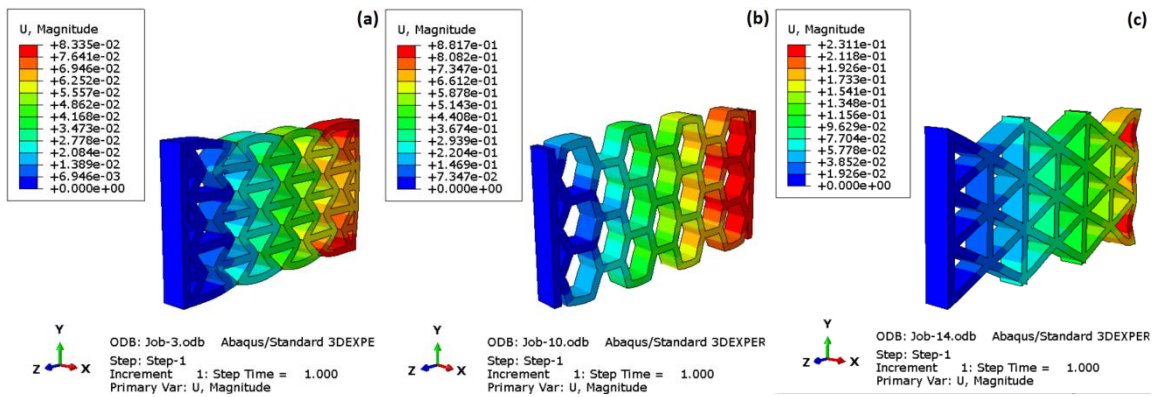 (a)
U, Magnitude
+8.335e-02
+7.641e-02
+6.946e-02
+6.252e-02
+5.557e-02
+4.862e-02
+4.168e-02
+3.473e-02
+2.778e-02
+2.084e-02
+1.389e-02
+6.946e-03
+0.000e+00
Y
Z
X
ODB: Job-3.odb Abaqus/Standard 3DEXPE
Step: Step-1
Increment 1: Step Time = 1.000
Primary Var: U, Magnitude
(b)
U, Magnitude
+8.817e-01
+8.082e-01
+7.347e-01
+6.612e-01
+5.878e-01
+5.143e-01
+4.408e-01
+3.674e-01
+2.939e-01
+2.204e-01
+1.469e-01
+7.347e-02
+0.000e+00
Y
Z
X
ODB: Job-10.odb Abaqus/Standard 3DEXPER
Step: Step-1
Increment 1: Step Time = 1.000
Primary Var: U, Magnitude
(c)
U, Magnitude
+2.311e-01
+2.118e-01
+1.926e-01
+1.733e-01
+1.541e-01
+1.348e-01
+1.156e-01
+9.629e-02
+7.704e-02
+5.778e-02
+3.852e-02
+1.926e-02
+0.000e+00
Y
Z
X
ODB: Job-14.odb Abaqus/Standard 3DEXPER
Step: Step-1
Increment 1: Step Time = 1.000
Primary Var: U, Magnitude